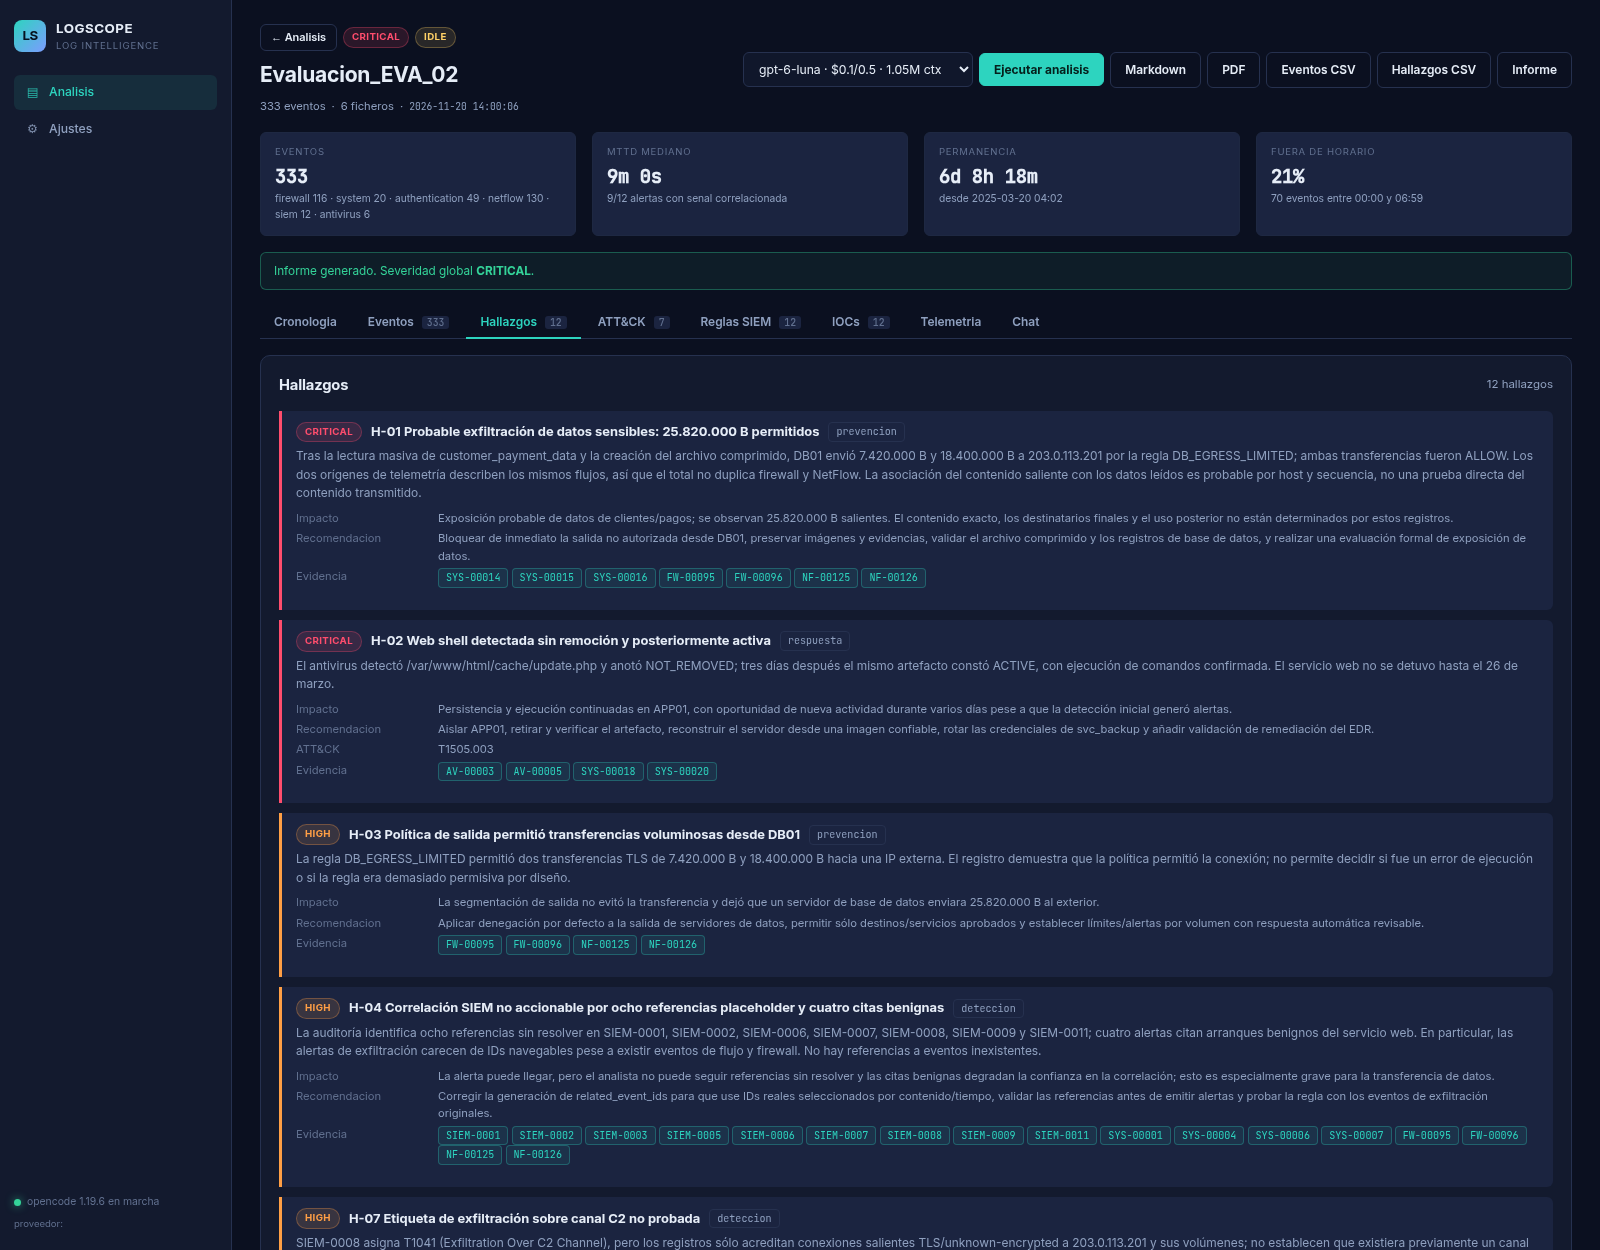 LS
LOGSCOPE
LOG INTELLIGENCE
Analisis
Ajustes
← Analisis
CRITICAL
IDLE
Evaluacion_EVA_02
333 eventos · 6 ficheros · 2026-11-20 14:00:06
gpt-6-luna · $0.1/0.5 · 1.05M ctx
Ejecutar analisis
Markdown
PDF
Eventos CSV
Hallazgos CSV
Informe
EVENTOS
333
firewall 116 · system 20 · authentication 49 · netflow 130 ·
siem 12 · antivirus 6
MTTD MEDIANO
9m 0s
9/12 alertas con senal correlacionada
PERMANENCIA
6d 8h 18m
desde 2025-03-20 04:02
FUERA DE HORARIO
21%
70 eventos entre 00:00 y 06:59
Informe generado. Severidad global CRITICAL.
Cronologia
Eventos 333
Hallazgos 12
ATT&CK 7
Reglas SIEM 12
IOCs 12
Telemetria
Chat
Hallazgos
12 hallazgos
CRITICAL H-01 Probable exfiltración de datos sensibles: 25.820.000 B permitidos prevencion
Tras la lectura masiva de customer_payment_data y la creación del archivo comprimido, DB01 envió 7.420.000 B y 18.400.000 B a 203.0.113.201 por la regla DB_EGRESS_LIMITED; ambas transferencias fueron ALLOW. Los
dos orígenes de telemetría describen los mismos flujos, así que el total no duplica firewall y NetFlow. La asociación del contenido saliente con los datos leídos es probable por host y secuencia, no una prueba directa del
contenido transmitido.
Impacto Exposición probable de datos de clientes/pagos; se observan 25.820.000 B salientes. El contenido exacto, los destinatarios finales y el uso posterior no están determinados por estos registros.
Recomendacion Bloquear de inmediato la salida no autorizada desde DB01, preservar imágenes y evidencias, validar el archivo comprimido y los registros de base de datos, y realizar una evaluación formal de exposición de
datos.
Evidencia SYS-00014 SYS-00015 SYS-00016 FW-00095 FW-00096 NF-00125 NF-00126
CRITICAL H-02 Web shell detectada sin remoción y posteriormente activa respuesta
El antivirus detectó /var/www/html/cache/update.php y anotó NOT_REMOVED; tres días después el mismo artefacto constó ACTIVE, con ejecución de comandos confirmada. El servicio web no se detuvo hasta el 26 de
marzo.
Impacto Persistencia y ejecución continuadas en APP01, con oportunidad de nueva actividad durante varios días pese a que la detección inicial generó alertas.
Recomendacion Aislar APP01, retirar y verificar el artefacto, reconstruir el servidor desde una imagen confiable, rotar las credenciales de svc_backup y añadir validación de remediación del EDR.
ATT&CK T1505.003
Evidencia AV-00003 AV-00005 SYS-00018 SYS-00020
HIGH H-03 Política de salida permitió transferencias voluminosas desde DB01 prevencion
La regla DB_EGRESS_LIMITED permitió dos transferencias TLS de 7.420.000 B y 18.400.000 B hacia una IP externa. El registro demuestra que la política permitió la conexión; no permite decidir si fue un error de ejecución
o si la regla era demasiado permisiva por diseño.
Impacto La segmentación de salida no evitó la transferencia y dejó que un servidor de base de datos enviara 25.820.000 B al exterior.
Recomendacion Aplicar denegación por defecto a la salida de servidores de datos, permitir sólo destinos/servicios aprobados y establecer límites/alertas por volumen con respuesta automática revisable.
Evidencia FW-00095 FW-00096 NF-00125 NF-00126
HIGH H-04 Correlación SIEM no accionable por ocho referencias placeholder y cuatro citas benignas deteccion
La auditoría identifica ocho referencias sin resolver en SIEM-0001, SIEM-0002, SIEM-0006, SIEM-0007, SIEM-0008, SIEM-0009 y SIEM-0011; cuatro alertas citan arranques benignos del servicio web. En particular, las
alertas de exfiltración carecen de IDs navegables pese a existir eventos de flujo y firewall. No hay referencias a eventos inexistentes.
Impacto La alerta puede llegar, pero el analista no puede seguir referencias sin resolver y las citas benignas degradan la confianza en la correlación; esto es especialmente grave para la transferencia de datos.
Recomendacion Corregir la generación de related_event_ids para que use IDs reales seleccionados por contenido/tiempo, validar las referencias antes de emitir alertas y probar la regla con los eventos de exfiltración
originales.
Evidencia SIEM-0001 SIEM-0002 SIEM-0003 SIEM-0005 SIEM-0006 SIEM-0007 SIEM-0008 SIEM-0009 SIEM-0011 SYS-00001 SYS-00004 SYS-00006 SYS-00007 FW-00095 FW-00096
NF-00125 NF-00126
HIGH H-07 Etiqueta de exfiltración sobre canal C2 no probada deteccion
SIEM-0008 asigna T1041 (Exfiltration Over C2 Channel), pero los registros sólo acreditan conexiones salientes TLS/unknown-encrypted a 203.0.113.201 y sus volúmenes; no establecen que existiera previamente un canal
opencode 1.19.6 en marcha
proveedor: